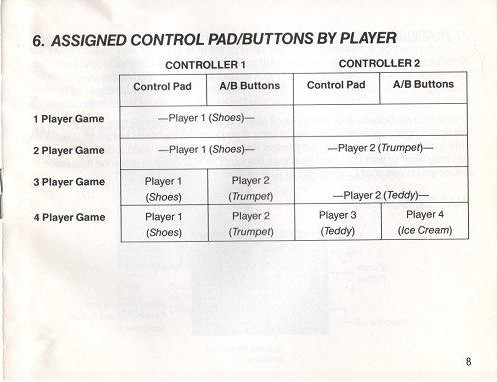 6. ASSIGNED CONTROL PAD/BUTTONS BY PLAYER
CONTROLLER 1 CONTROLLER 2
Control Pad A/B Buttons Control Pad A/B Buttons
1 Player Game —Player 1 (Shoes)—
2 Player Game —Player 1 (Shoes)— —Player 2 (Trumpet)—
3 Player Game Player 1 Player 2
(Shoes) (Trumpet) —Player 2 (Teddy)—
4 Player Game Player 1 Player 2 Player 3 Player 4
(Shoes) (Trumpet) (Teddy) (Ice Cream)
8